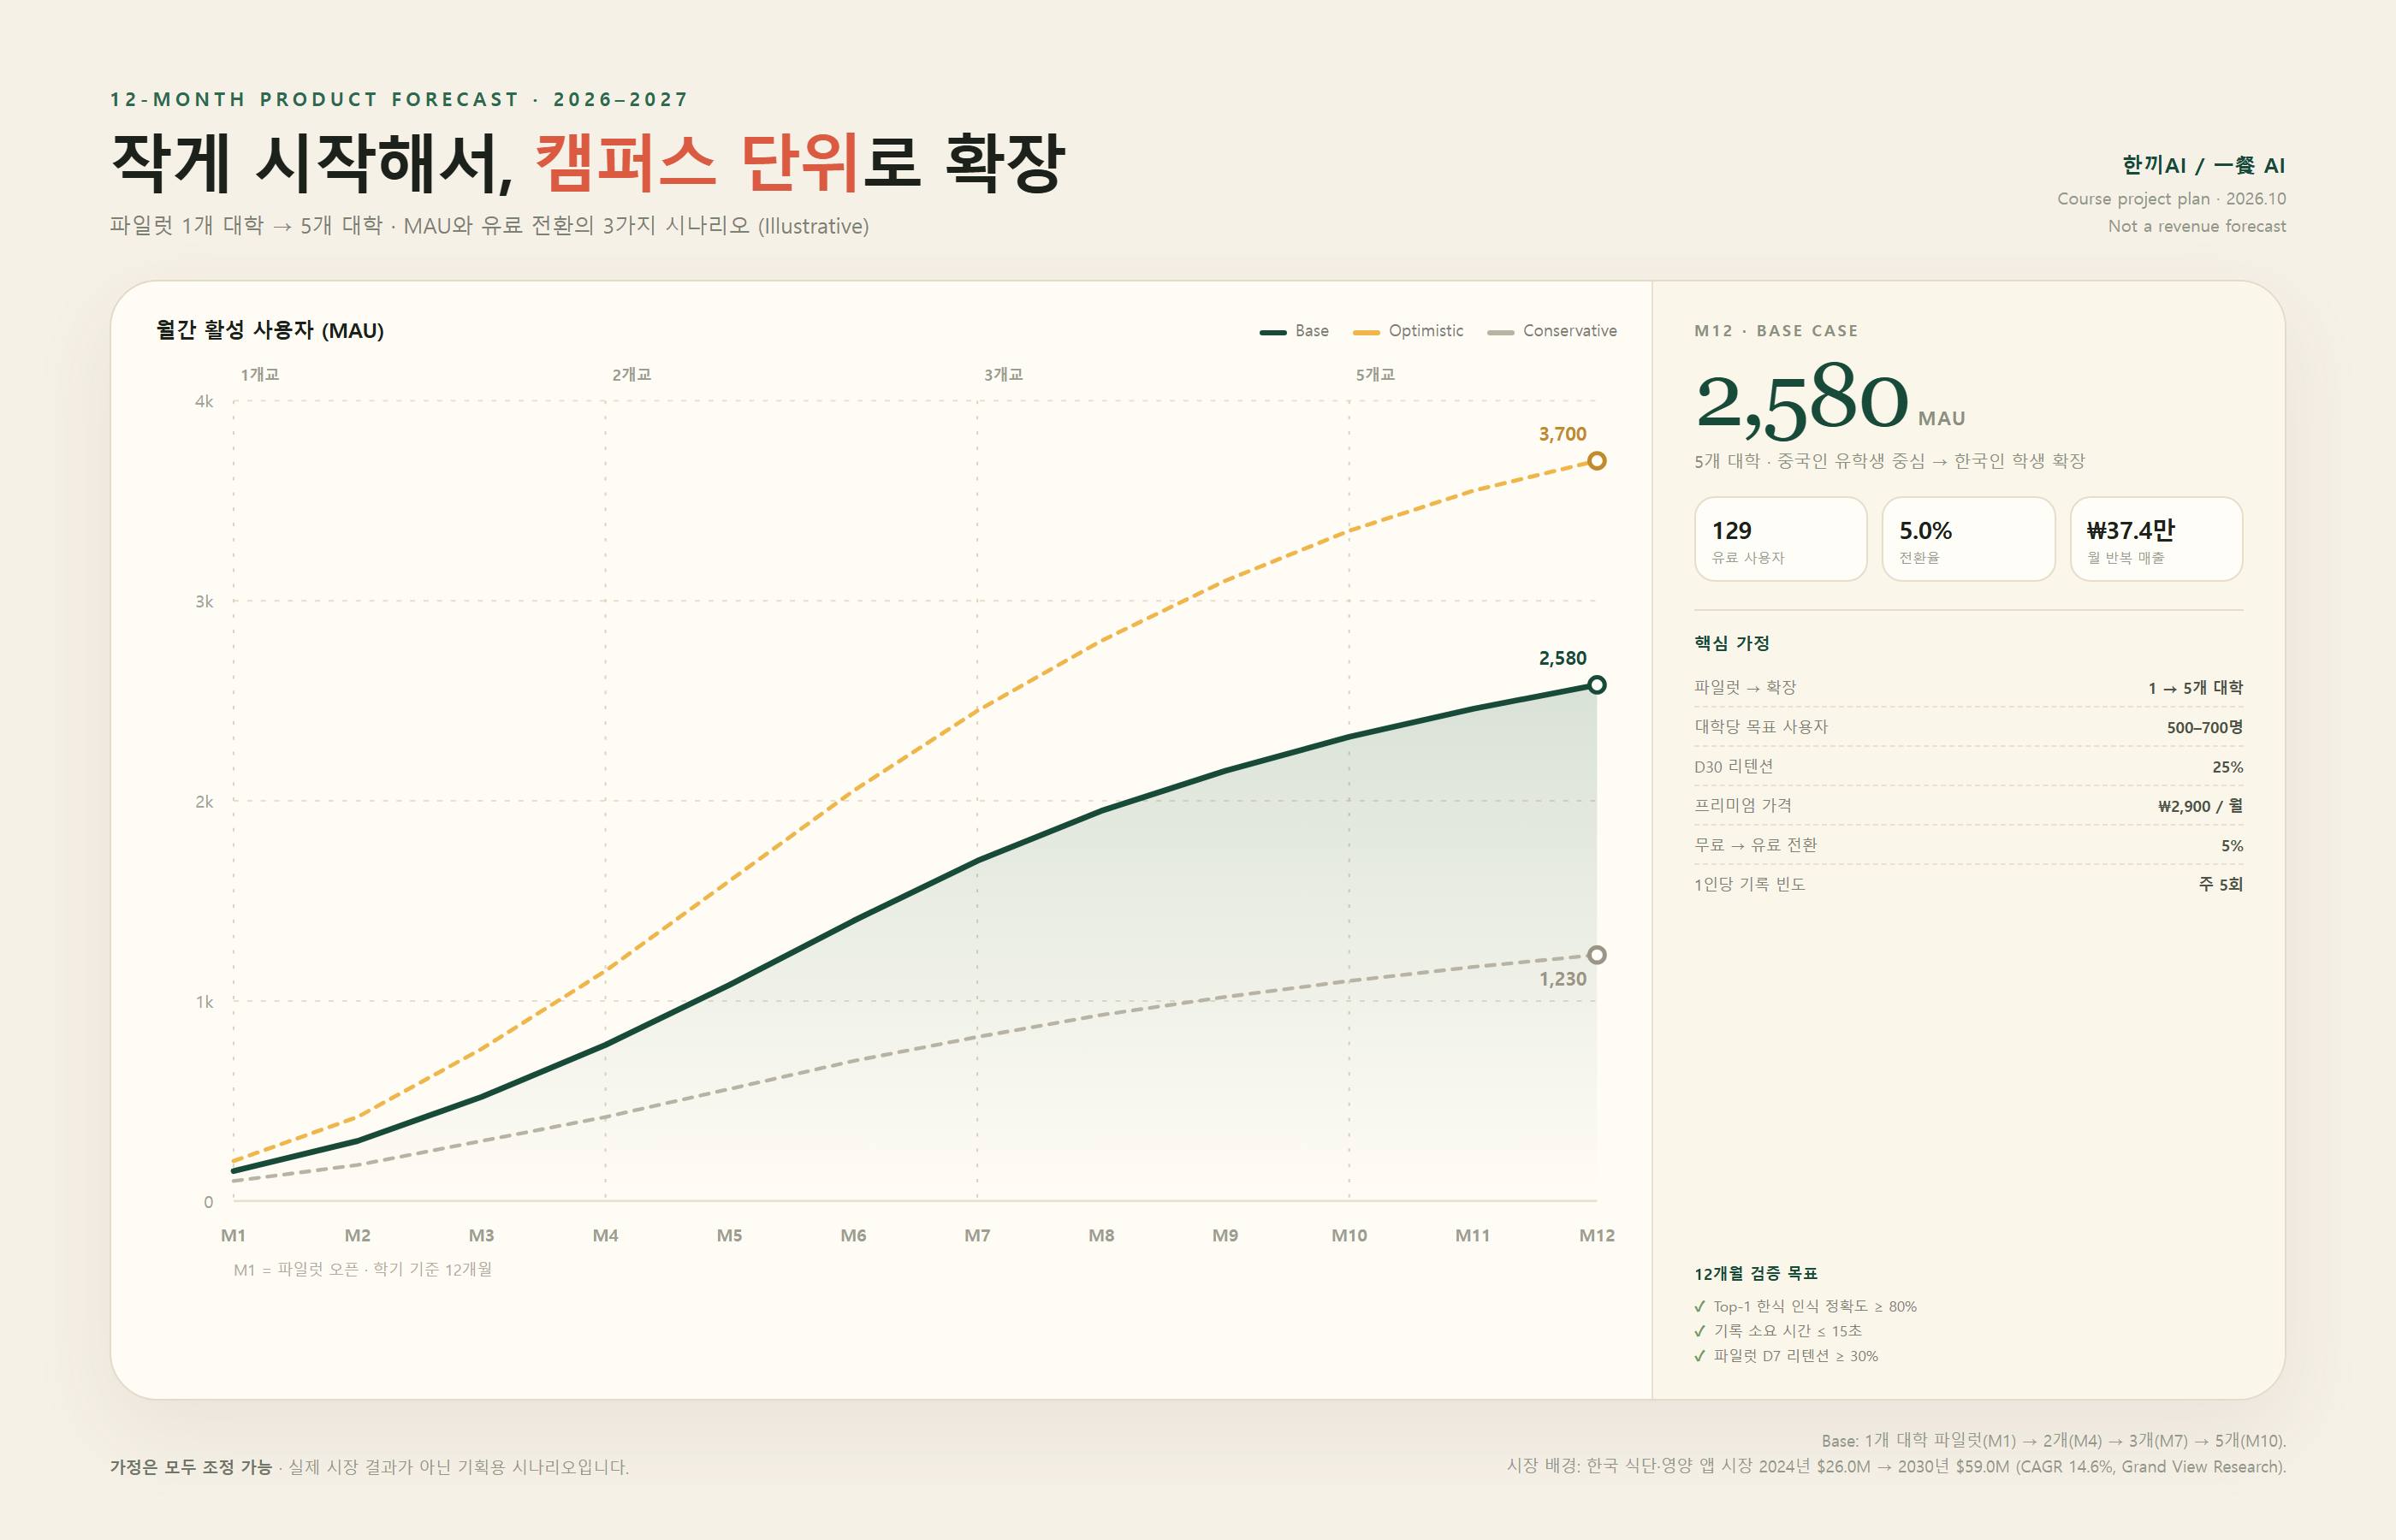 12-MONTH PRODUCT FORECAST · 2026–2027
작게 시작해서, 캠퍼스 단위로 확장
파일럿 1개 대학 → 5개 대학 · MAU와 유료 전환의 3가지 시나리오 (Illustrative)
한끼AI / 一餐 AI
Course project plan · 2026.10
Not a revenue forecast
월간 활성 사용자 (MAU)
Base Optimistic Conservative
1개교 2개교 3개교 5개교
4k
3k
2k
1k
0
3,700
2,580
1,230
M1 M2 M3 M4 M5 M6 M7 M8 M9 M10 M11 M12
M1 = 파일럿 오픈 · 학기 기준 12개월
M12 · BASE CASE
2,580 MAU
5개 대학 · 중국인 유학생 중심 → 한국인 학생 확장
129
유료 사용자
5.0%
전환율
₩37.4만
월 반복 매출
핵심 가정
파일럿 → 확장 1 → 5개 대학
대학당 목표 사용자 500–700명
D30 리텐션 25%
프리미엄 가격 ₩2,900 / 월
무료 → 유료 전환 5%
1인당 기록 빈도 주 5회
12개월 검증 목표
✓ Top-1 한식 인식 정확도 ≥ 80%
✓ 기록 소요 시간 ≤ 15초
✓ 파일럿 D7 리텐션 ≥ 30%
가정은 모두 조정 가능 · 실제 시장 결과가 아닌 기획용 시나리오입니다.
Base: 1개 대학 파일럿(M1) → 2개(M4) → 3개(M7) → 5개(M10).
시장 배경: 한국 식단·영양 앱 시장 2024년 $26.0M → 2030년 $59.0M (CAGR 14.6%, Grand View Research).